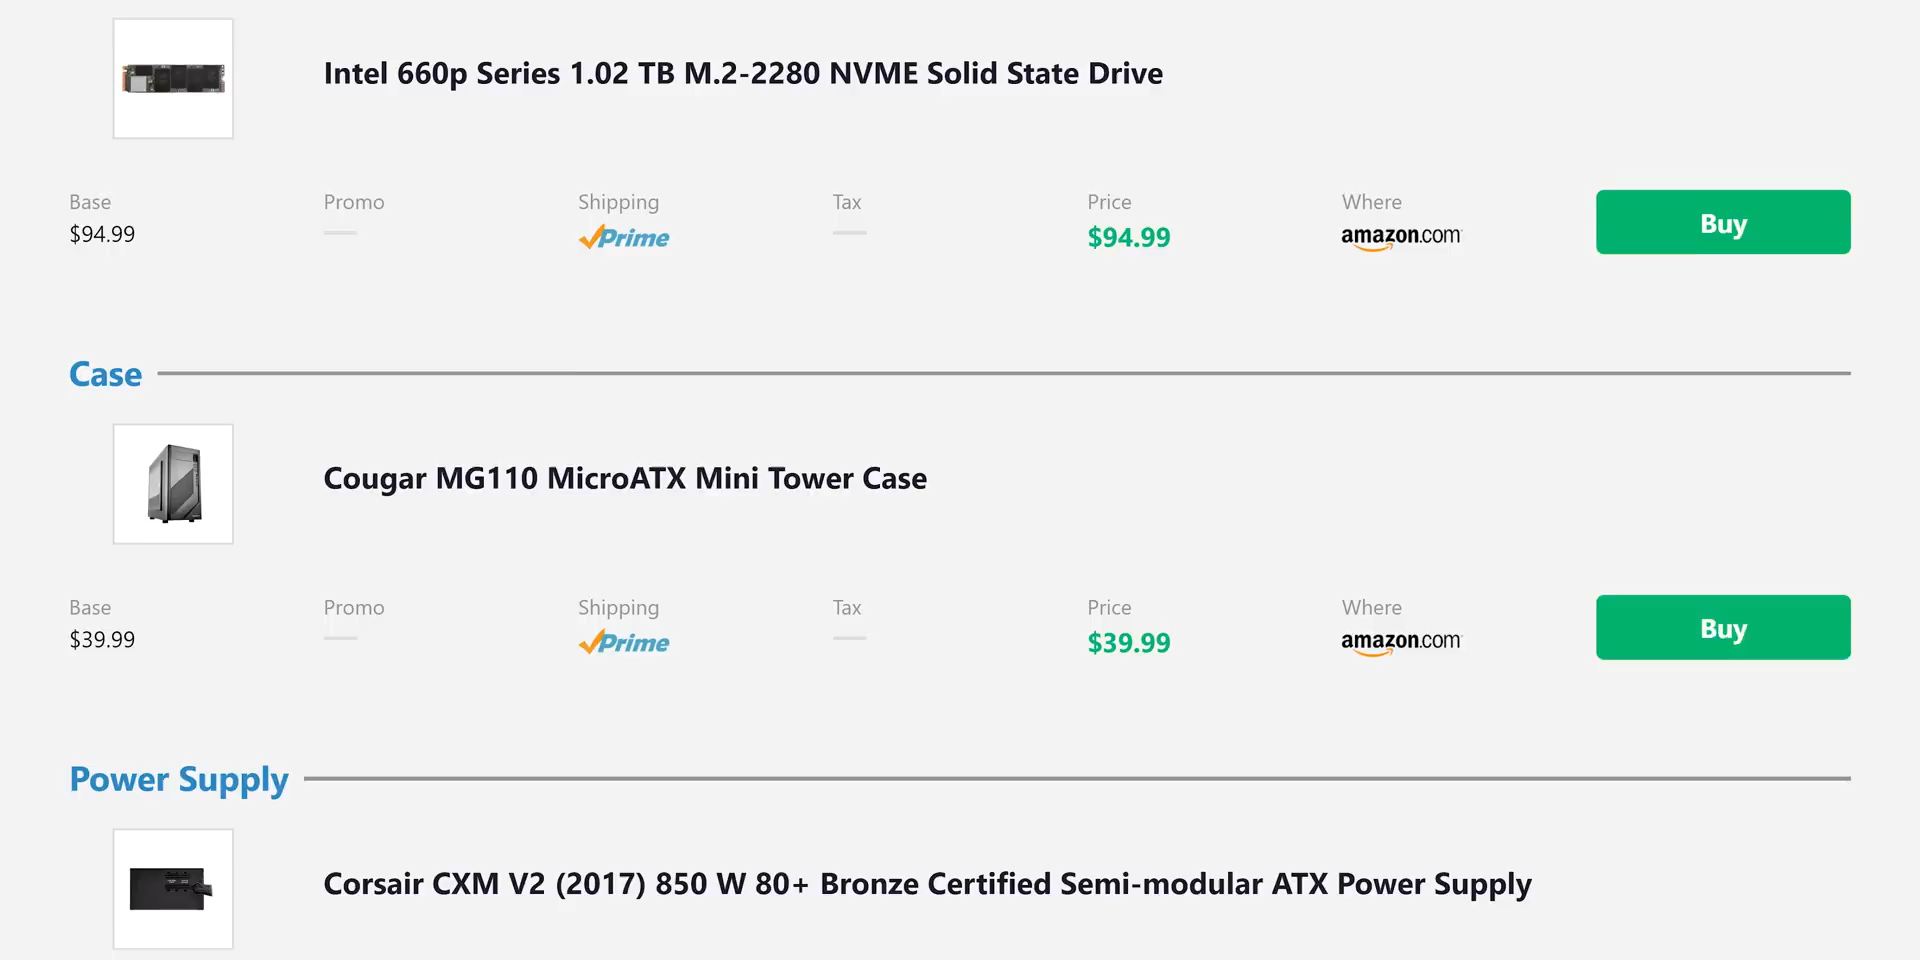 Intel 660p Series 1.02 TB M.2-2280 NVME Solid State Drive
Base Promo Shipping Tax Price Where
$94.99 — Prime — $94.99 amazon.com Buy
Case
Cougar MG110 MicroATX Mini Tower Case
Base Promo Shipping Tax Price Where
$39.99 — Prime — $39.99 amazon.com Buy
Power Supply
Corsair CXM V2 (2017) 850 W 80+ Bronze Certified Semi-modular ATX Power Supply